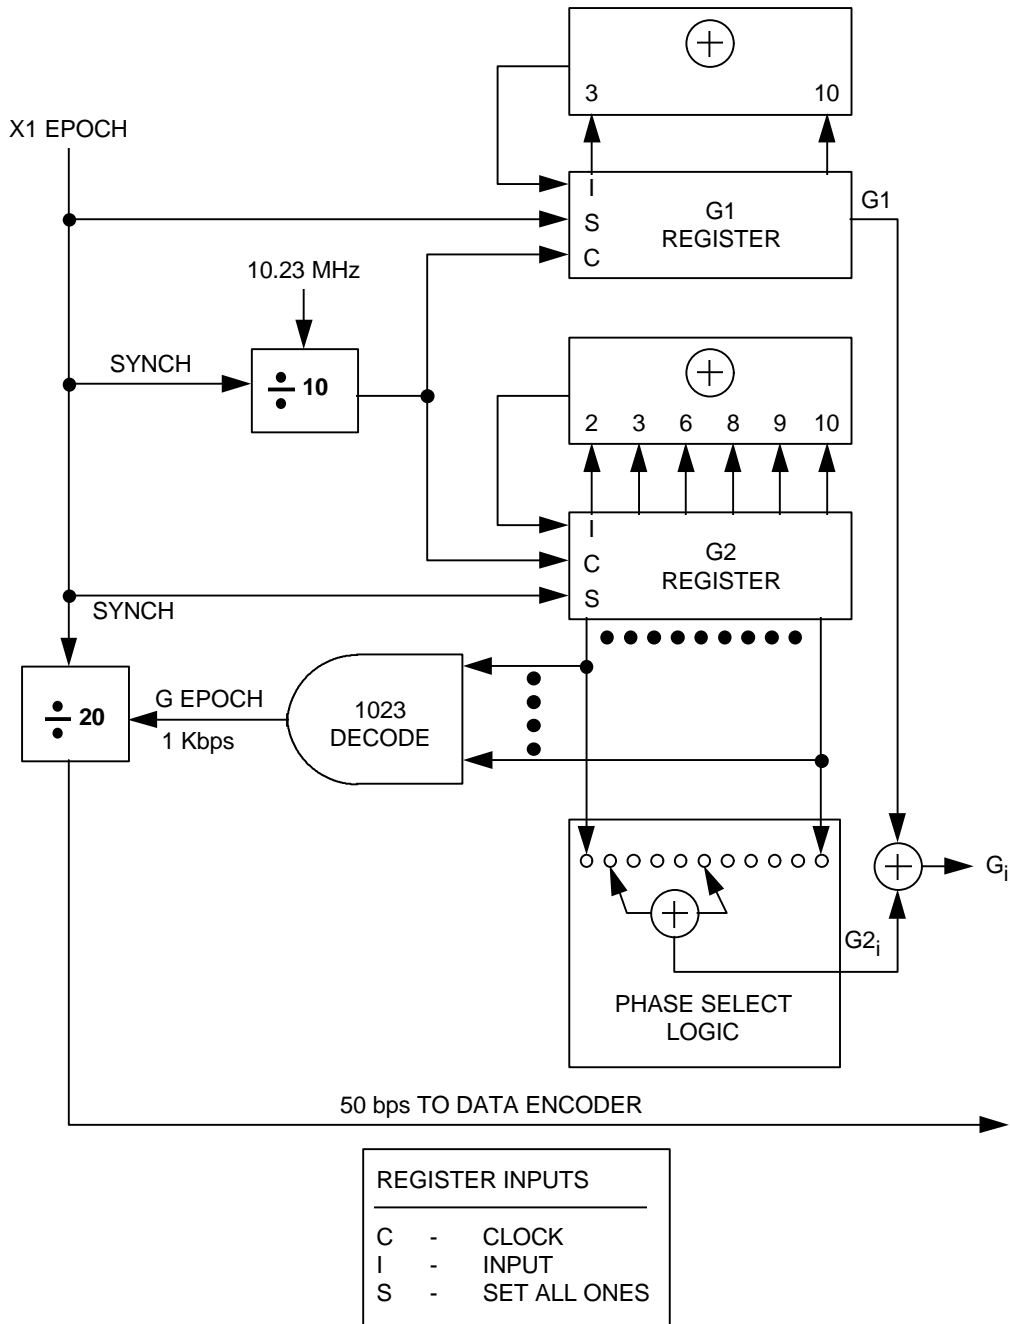 3 10
X1 EPOCH
I
S
C
G1
REGISTER
G1
10.23 MHz
SYNCH
÷ 10
2 3 6 8 9 10
I
C
S
G2
REGISTER
SYNCH
÷ 20
G EPOCH
1 Kbps
1023
DECODE
Gi
G2i
PHASE SELECT
LOGIC
50 bps TO DATA ENCODER
REGISTER INPUTS
C - CLOCK
I - INPUT
S - SET ALL ONES